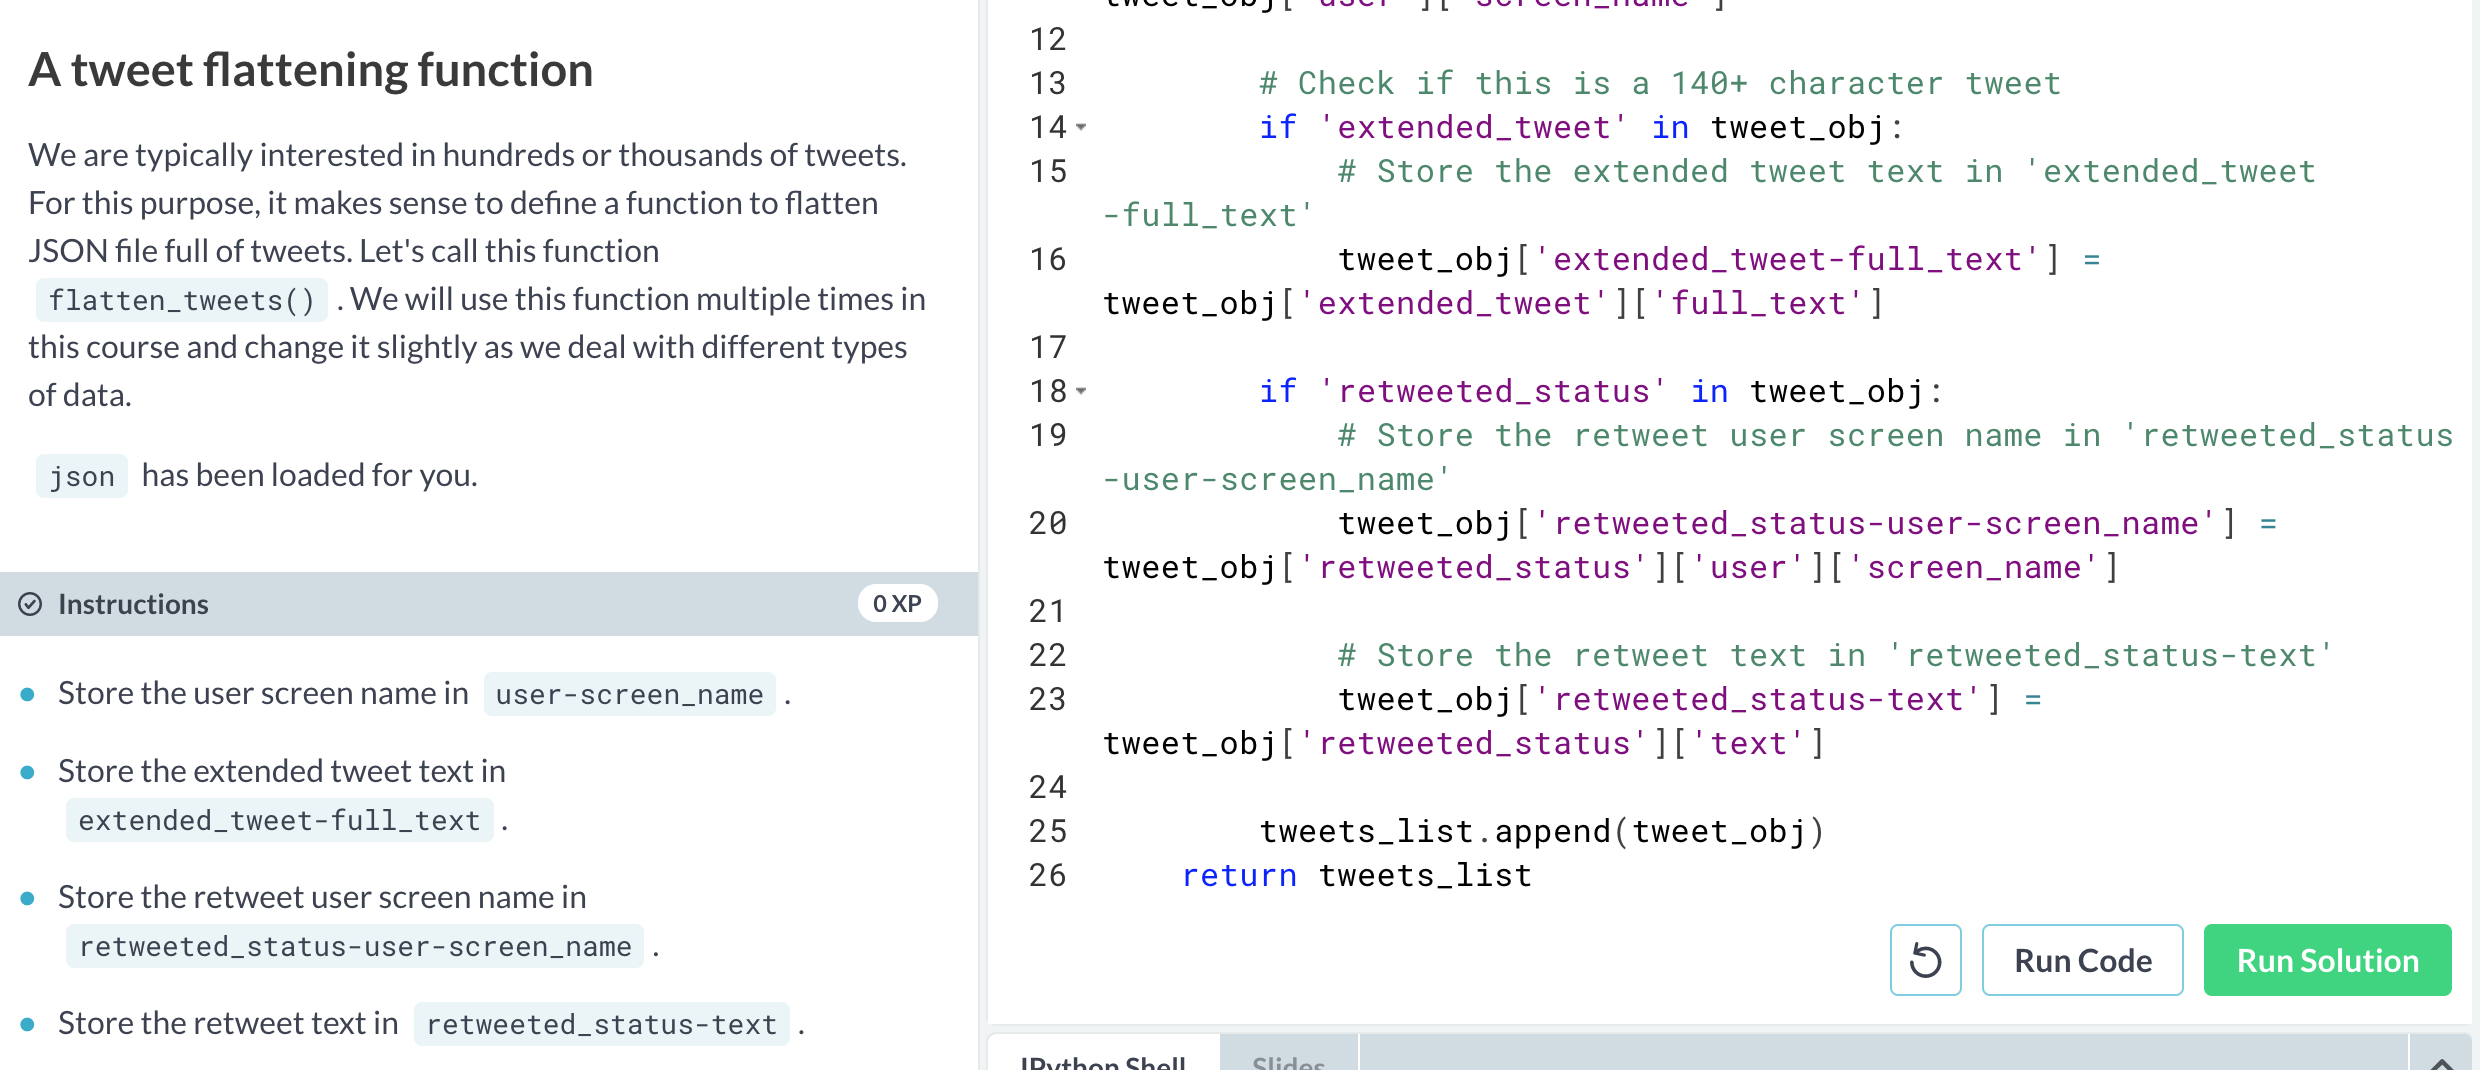 A tweet flattening function
We are typically interested in hundreds or thousands of tweets.
For this purpose, it makes sense to define a function to flatten
JSON file full of tweets. Let's call this function
flatten_tweets() . We will use this function multiple times in
this course and change it slightly as we deal with different types
of data.
json has been loaded for you.
Instructions
0 XP
Store the user screen name in user-screen_name .
Store the extended tweet text in
extended_tweet-full_text .
Store the retweet user screen name in
retweeted_status-user-screen_name .
Store the retweet text in retweeted_status-text .
tweet_obj['user']['screen_name']
12
13 # Check if this is a 140+ character tweet
14 if 'extended_tweet' in tweet_obj:
15 # Store the extended tweet text in 'extended_tweet
-full_text'
16 tweet_obj['extended_tweet-full_text'] =
tweet_obj['extended_tweet']['full_text']
17
18 if 'retweeted_status' in tweet_obj:
19 # Store the retweet user screen name in 'retweeted_status
-user-screen_name'
20 tweet_obj['retweeted_status-user-screen_name'] =
tweet_obj['retweeted_status']['user']['screen_name']
21
22 # Store the retweet text in 'retweeted_status-text'
23 tweet_obj['retweeted_status-text'] =
tweet_obj['retweeted_status']['text']
24
25 tweets_list.append(tweet_obj)
26 return tweets_list
Run Code
Run Solution
IPython Shell
Slides